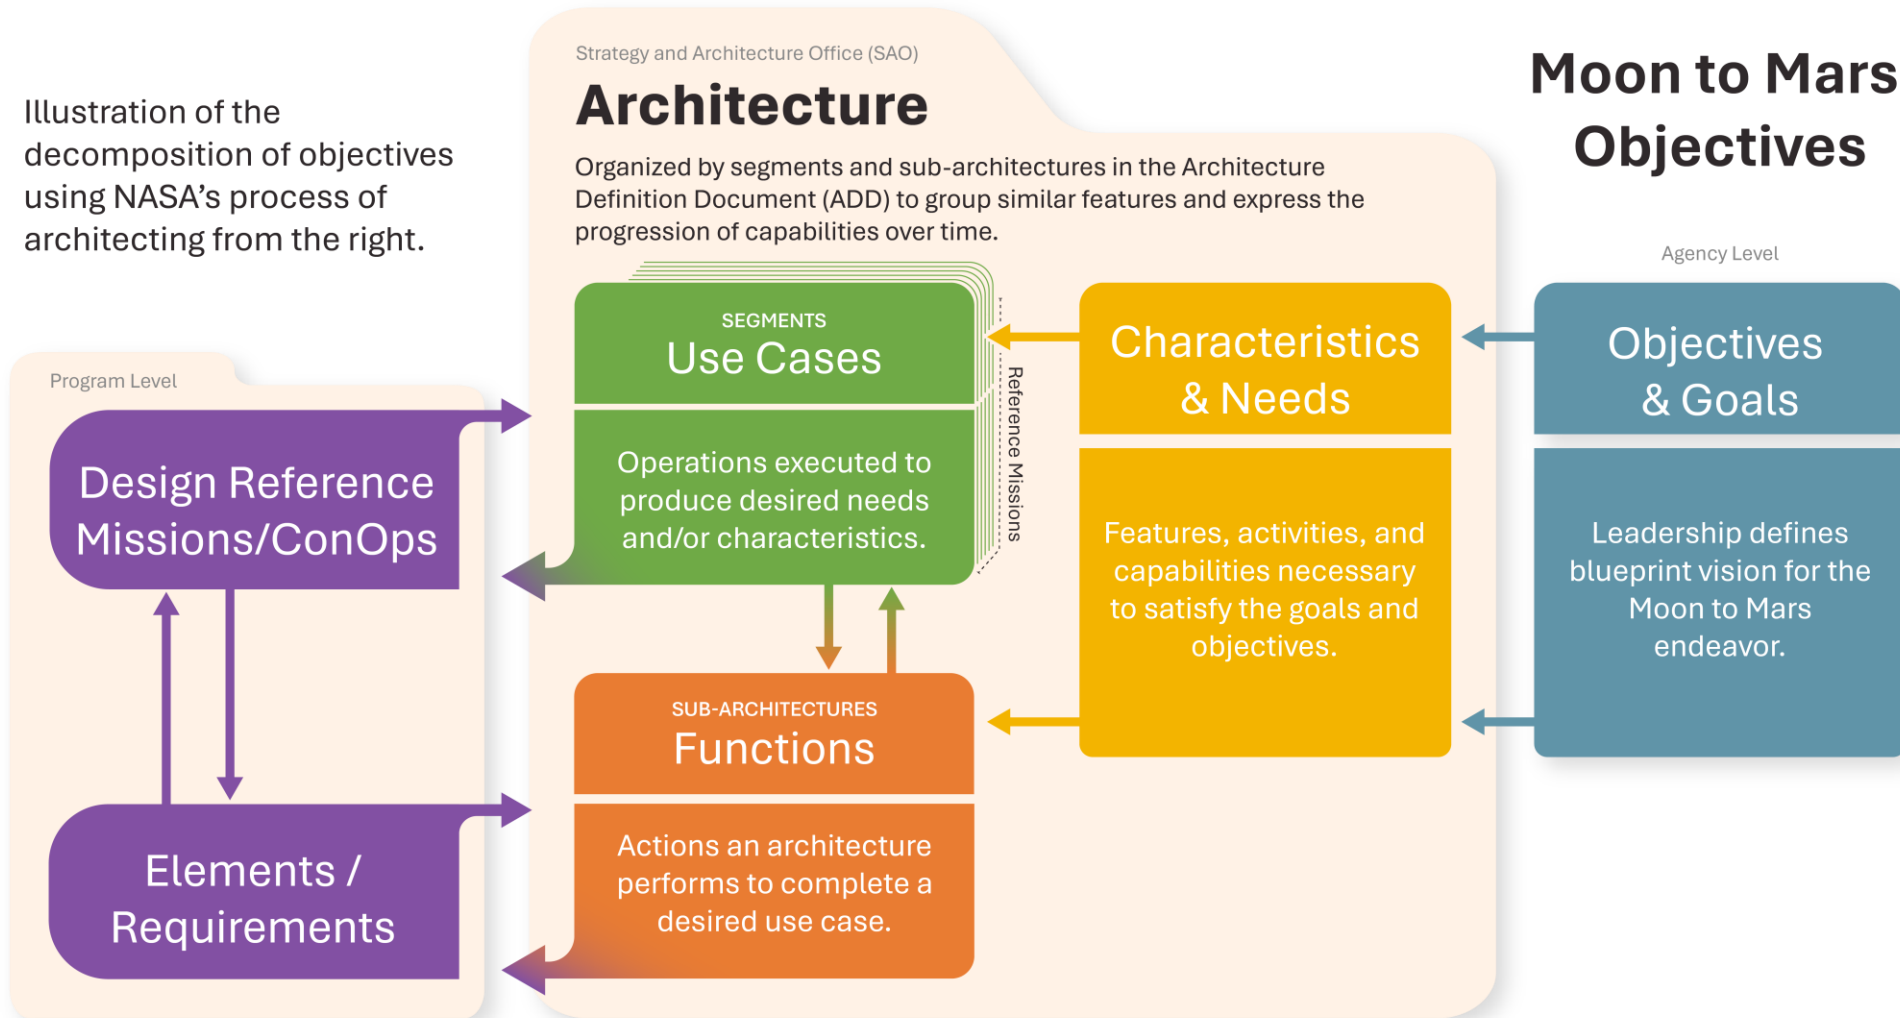 Illustration of the
decomposition of objectives
using NASA's process of
architecting from the right.
Strategy and Architecture Office (SAO)
Architecture
Organized by segments and sub-architectures in the Architecture
Definition Document (ADD) to group similar features and express the
progression of capabilities over time.
Moon to Mars
Objectives
Agency Level
Program Level
Design Reference
Missions/ConOps
Elements /
Requirements
SEGMENTS
Use Cases
Operations executed to
produce desired needs
and/or characteristics.
Reference Missions
SUB-ARCHITECTURES
Functions
Actions an architecture
performs to complete a
desired use case.
Characteristics
& Needs
Features, activities, and
capabilities necessary
to satisfy the goals and
objectives.
Objectives
& Goals
Leadership defines
blueprint vision for the
Moon to Mars
endeavor.